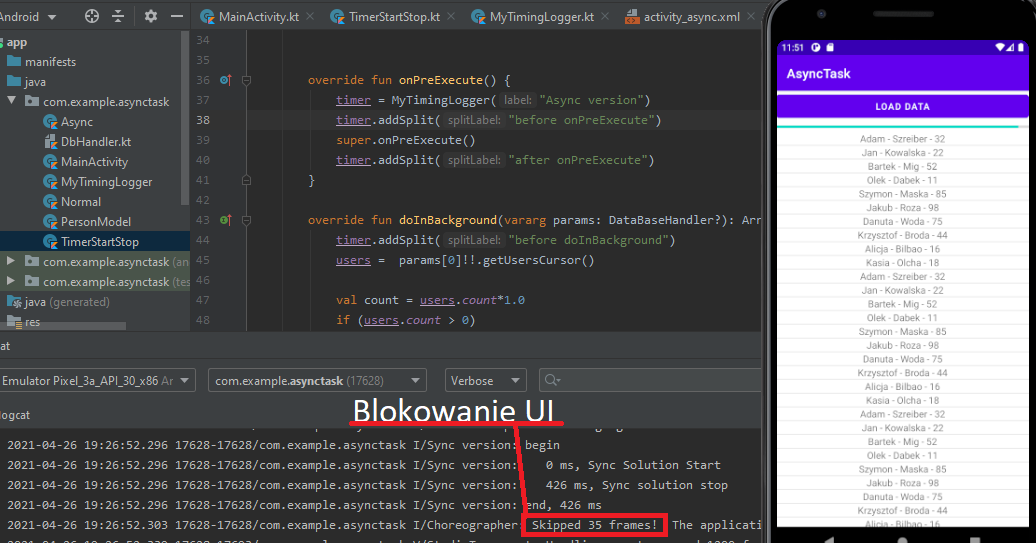 Android
MainActivity.kt
TimerStartStop.kt
MyTimingLogger.kt
activity_async.xml
app
manifests
java
com.example.asynctask
Async
DbHandler.kt
MainActivity
MyTimingLogger
Normal
PersonModel
TimerStartStop
com.example.asynctask (an
com.example.asynctask (tes
java (generated)
res
34
35
36 override fun onPreExecute() {
37 timer = MyTimingLogger( label: "Async version")
38 timer.addSplit( splitLabel: "before onPreExecute")
39 super.onPreExecute()
40 timer.addSplit( splitLabel: "after onPreExecute")
41 }
42
43 override fun doInBackground(vararg params: DataBaseHandler?): Arr
44 timer.addSplit( splitLabel: "before doInBackground")
45 users = params[0]!!.getUsersCursor()
46
47 val count = users.count*1.0
48 if (users.count > 0)
at
Emulator Pixel_3a_API_30_x86 Ar
com.example.asynctask (17628)
Verbose
logcat
Blokowanie UI
2021-04-26 19:26:52.296 17628-17628/com.example.asynctask I/Sync version: begin
2021-04-26 19:26:52.296 17628-17628/com.example.asynctask I/Sync version: 0 ms, Sync Solution Start
2021-04-26 19:26:52.296 17628-17628/com.example.asynctask I/Sync version: 426 ms, Sync solution stop
2021-04-26 19:26:52.296 17628-17628/com.example.asynctask I/Sync version: end, 426 ms
2021-04-26 19:26:52.303 17628-17628/com.example.asynctask I/Choreographer: Skipped 35 frames! The applicati
11:51
AsyncTask
LOAD DATA
Adam - Szreiber - 32
Jan - Kowalska - 22
Bartek - Mig - 52
Olek - Dabek - 11
Szymon - Maska - 85
Jakub - Roza - 98
Danuta - Woda - 75
Krzysztof - Broda - 44
Alicja - Bilbao - 16
Kasia - Olcha - 18
Adam - Szreiber - 32
Jan - Kowalska - 22
Bartek - Mig - 52
Olek - Dabek - 11
Szymon - Maska - 85
Jakub - Roza - 98
Danuta - Woda - 75
Krzysztof - Broda - 44
Alicja - Bilbao - 16
Kasia - Olcha - 18
Adam - Szreiber - 32
Jan - Kowalska - 22
Bartek - Mig - 52
Olek - Dabek - 11
Szymon - Maska - 85
Jakub - Roza - 98
Danuta - Woda - 75
Krzysztof - Broda - 44
Alicja - Bilbao - 16